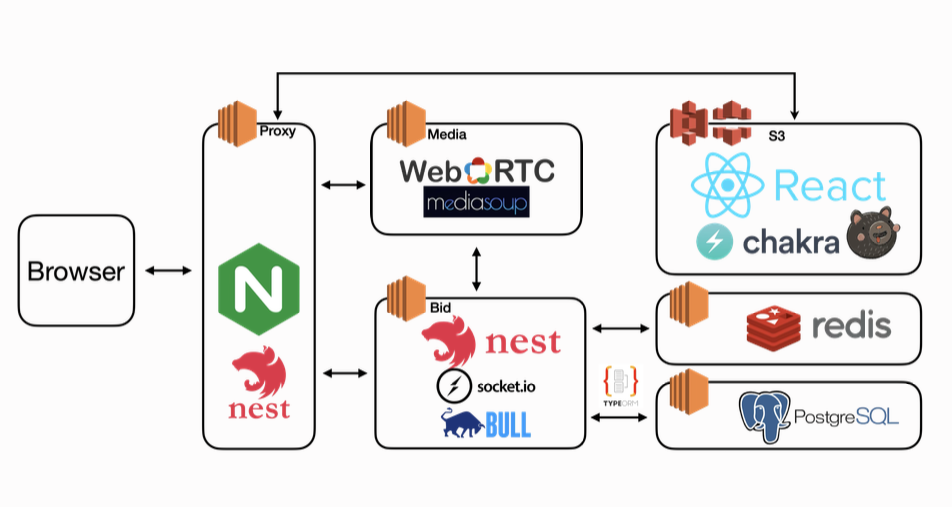 Proxy
Media
S3
WebRTC
mediasoup
React
chakra
Browser
N
Bid
nest
redis
socket.io
TYPEORM
nest
BULL
PostgreSQL